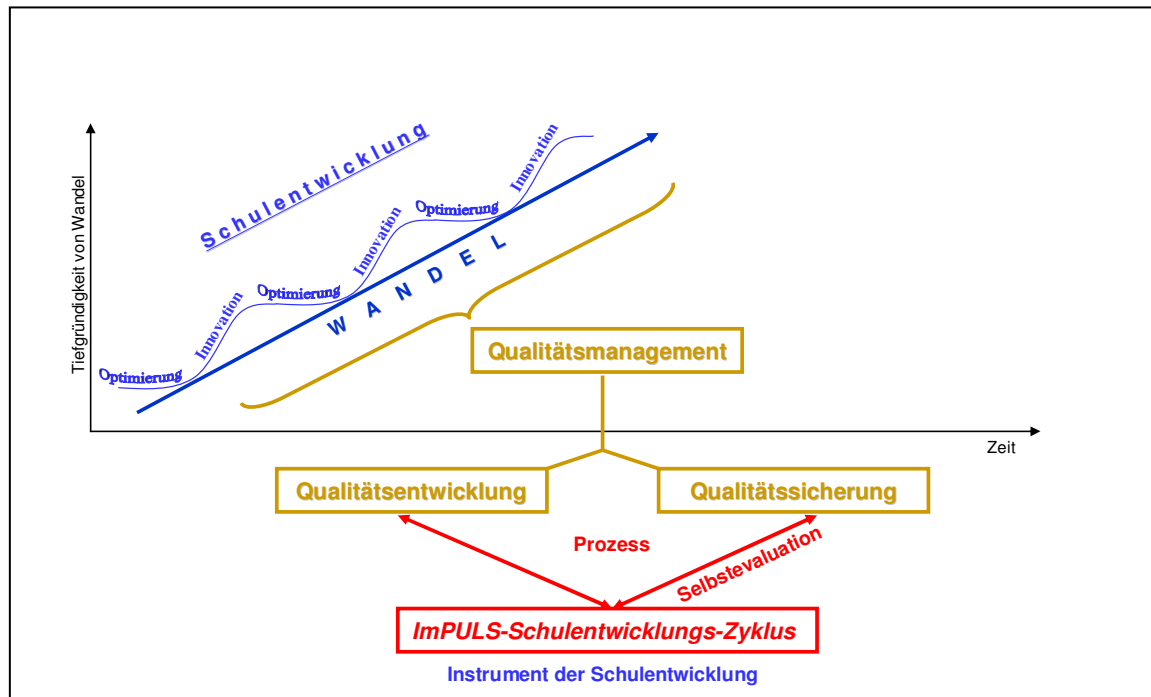 Schulentwicklung
Innovation
Optimierung
Innovation
Optimierung
Innovation
Optimierung
WANDEL
Tiefgründigkeit von Wandel
Zeit
Qualitätsmanagement
Qualitätsentwicklung
Qualitätssicherung
Prozess
Selbstevaluation
ImPULS-Schulentwicklungs-Zyklus
Instrument der Schulentwicklung